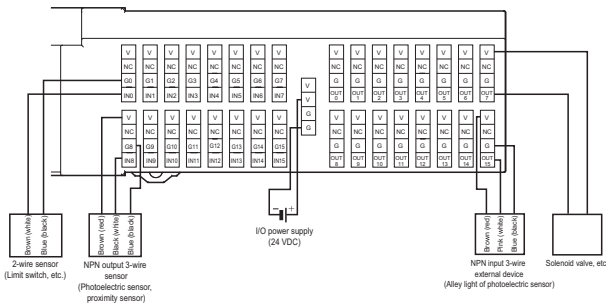 V V V V V V V V V V V V V V V V
NC NC NC NC NC NC NC NC NC NC NC NC NC NC NC NC
G0 G1 G2 G3 G4 G5 G6 G7 G G G G G G G G
IN0 IN1 IN2 IN3 IN4 IN5 IN6 IN7 OUT 0 OUT 1 OUT 2 OUT 3 OUT 4 OUT 5 OUT 6 OUT 7
V
V
G
G
V V V V V V V V V V V V V V V V
NC NC NC NC NC NC NC NC NC NC NC NC NC NC NC NC
G8 G9 G10 G11 G12 G13 G14 G15 G G G G G G G G
IN8 IN9 IN10 IN11 IN12 IN13 IN14 IN15 OUT 8 OUT 9 OUT 10 OUT 11 OUT 12 OUT 13 OUT 14 OUT 15
Brown (white)
Blue (black)
2-wire sensor
(Limit switch, etc.)
Brown (red)
Black (white)
Blue (black)
NPN output 3-wire
sensor
(Photoelectric sensor,
proximity sensor)
− +
I/O power supply
(24 VDC)
Brown (red)
Pink (white)
Blue (black)
NPN input 3-wire
external device
(Alley light of photoelectric sensor)
Solenoid valve, etc